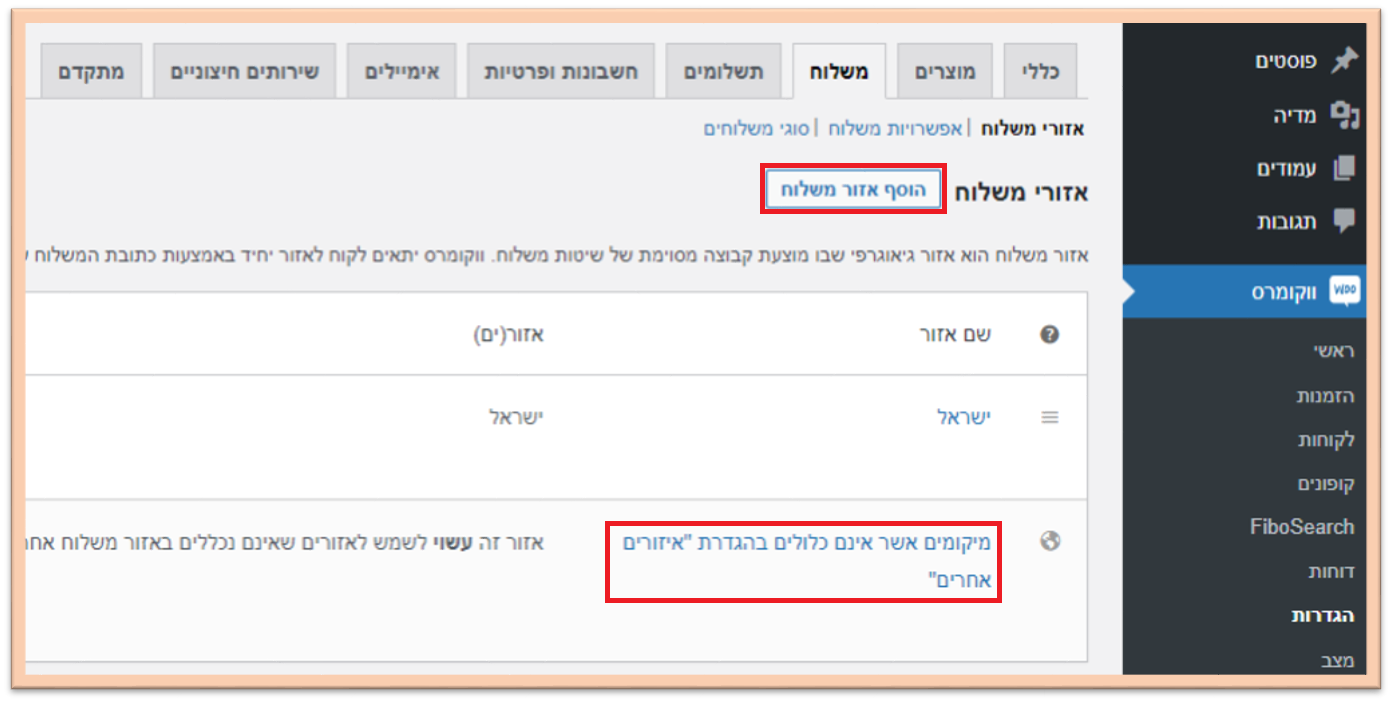 פוסטים
מדיה
עמודים
תגובות
Woo ווקומרס
ראשי
הזמנות
לקוחות
קופונים
FiboSearch
דוחות
הגדרות
מצב
כללי מוצרים משלוח תשלומים חשבונות ופרטיות אימיילים שירותים חיצוניים מתקדם
אזורי משלוח | אפשרויות משלוח | סוגי משלוחים
אזורי משלוח הוסף אזור משלוח
אזור משלוח הוא אזור גיאוגרפי שבו מוצעת קבוצה מסוימת של שיטות משלוח. ווקומרס יתאים לקוח לאזור יחיד באמצעות כתובת המשלוח
שם אזור אזור(ים)
ישראל ישראל
מיקומים אשר אינם כלולים בהגדרת "איזורים אזור זה עשוי לשמש לאזורים שאינם נכללים באזור משלוח
אחרים"